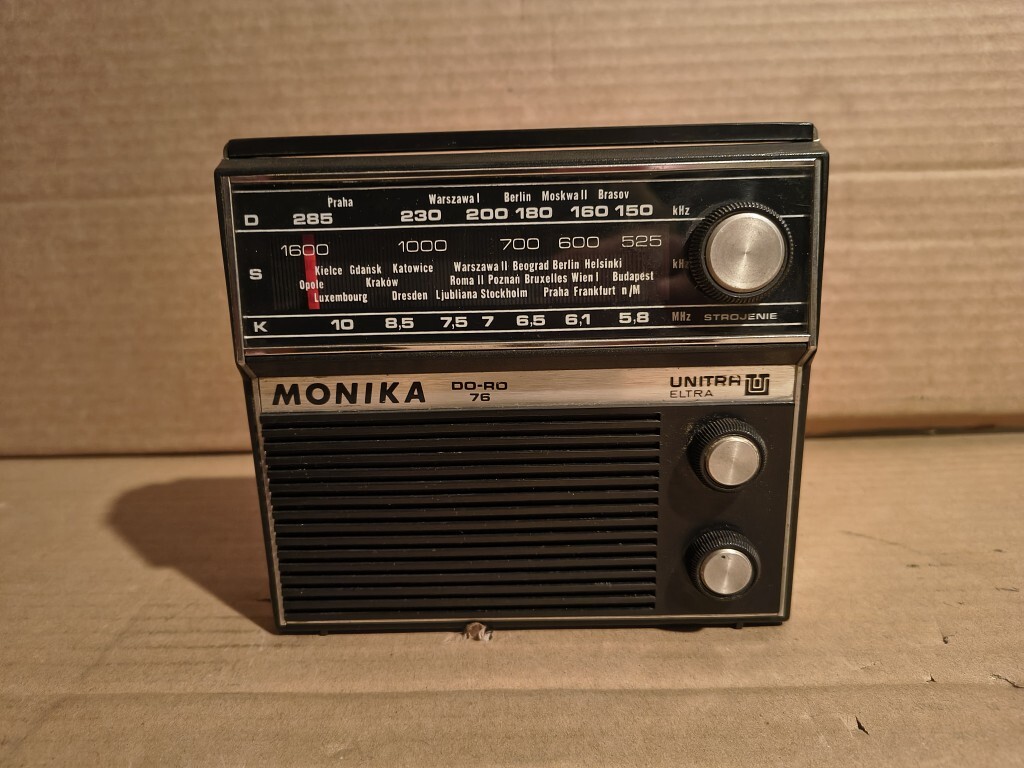 Praha Warszawa I Berlin Moskwa II Brasov
D 285 230 200 180 160 150 kHz
1600 1000 700 600 525
S kHz
Kielce Gdańsk Katowice Warszawa II Beograd Berlin Helsinki
Opole Kraków Roma II Poznań Bruxelles Wien I Budapest
Luxembourg Dresden Ljubliana Stockholm Praha Frankfurt n/M
K 10 8,5 7,5 7 6,5 6,1 5,8 MHz STROJENIE
MONIKA DO-RO UNITRA
76 ELTRA